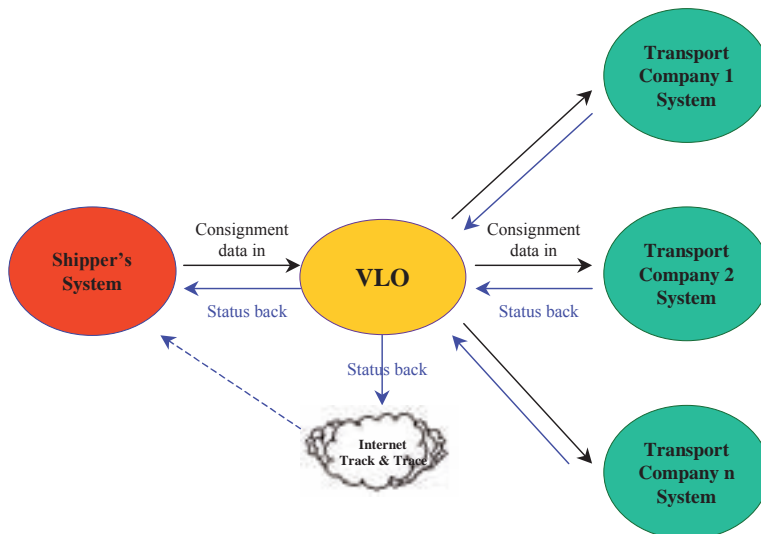 Transport
Company 1
System
Consignment
data in
Consignment
data in
Shipper's
System
VLO
Transport
Company 2
System
Status back
Status back
Status back
Internet
Track & Trace
Transport
Company n
System